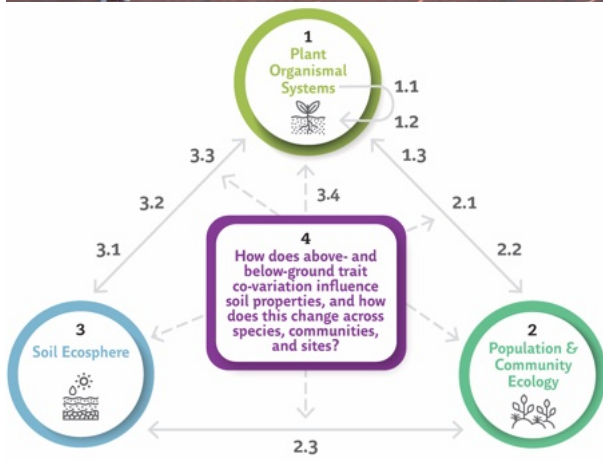 1
Plant
Organismal
Systems
1.1
1.2
1.3
3.3
3.4
3.2
2.1
3.1
2.2
4
How does above- and
below-ground trait
co-variation influence
soil properties, and how
does this change across
species, communities,
and sites?
3
Soil Ecosphere
2
Population &
Community
Ecology
2.3